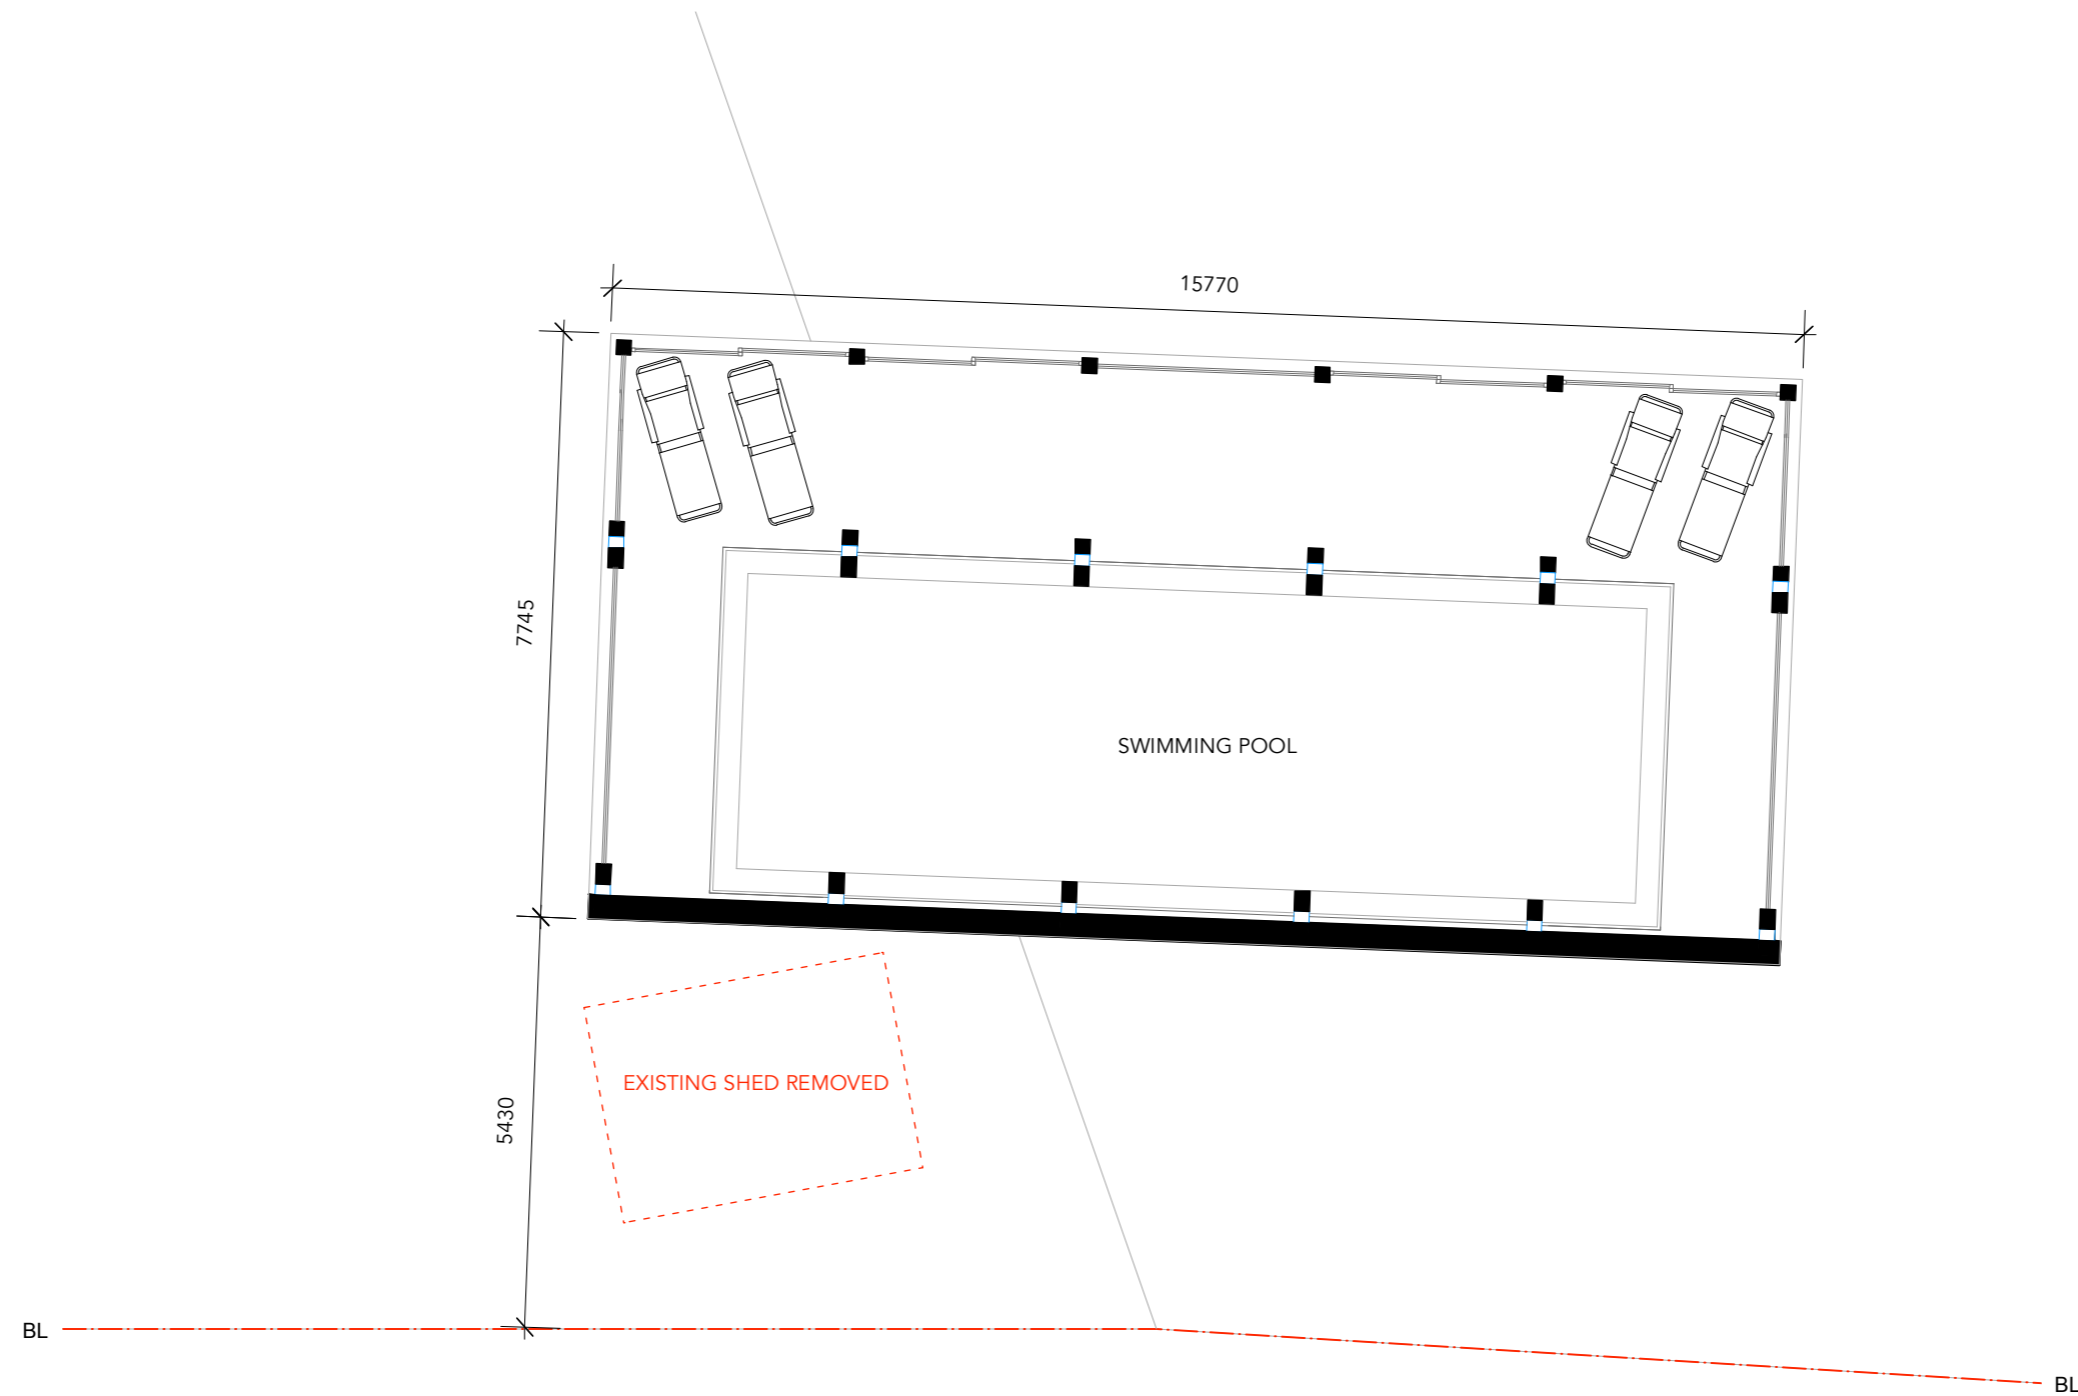 15770
7745
SWIMMING POOL
EXISTING SHED REMOVED
5430
BL
BL